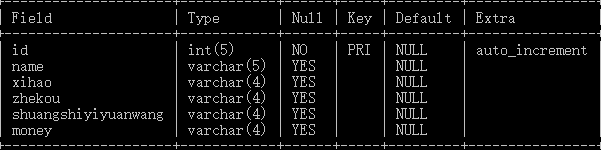 Field Type Null Key Default Extra
id int(5) NO PRI NULL auto_increment
name varchar(5) YES NULL
xihao varchar(4) YES NULL
zhekou varchar(4) YES NULL
shuangshiyiyuanwang varchar(4) YES NULL
money varchar(4) YES NULL